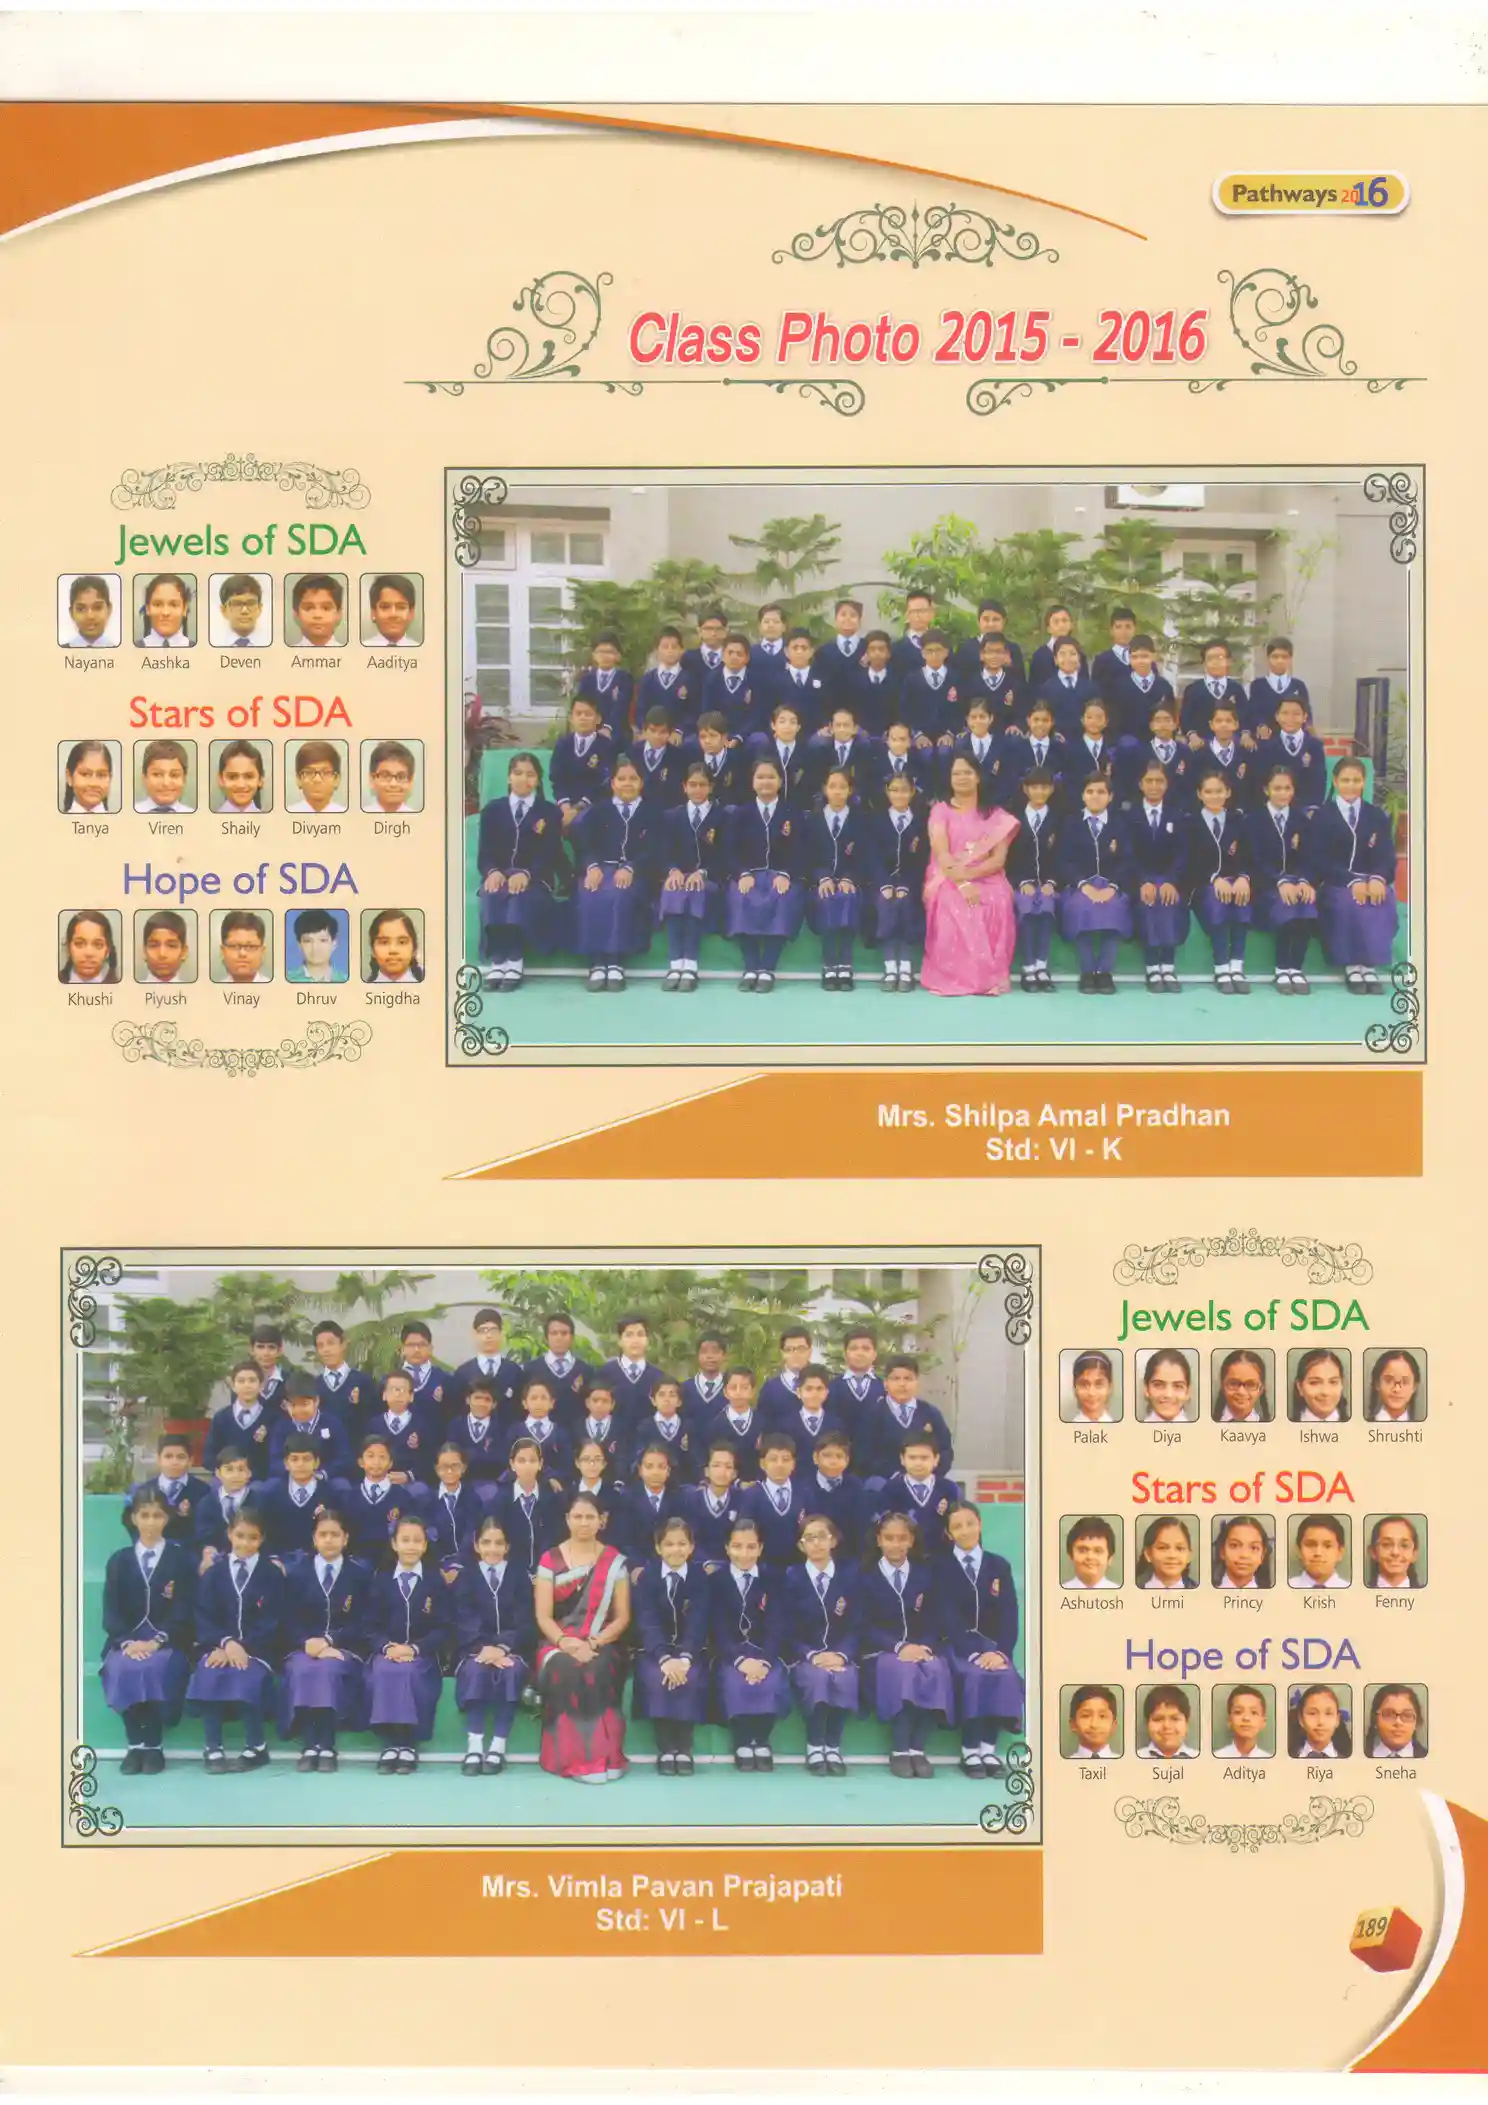 Pathways 2016
Class Photo 2015 - 2016
Jewels of SDA
Nayana Aashka Deven Ammar Aaditya
Stars of SDA
Tanya Viren Shaily Divyam Dirgh
Hope of SDA
Khushi Piyush Vinay Dhruv Snigdha
Mrs. Shilpa Amal Pradhan
Std: VI - K
Jewels of SDA
Palak Diya Kaavya Ishwa Shrushti
Stars of SDA
Ashutosh Urmi Princy Krish Fenny
Hope of SDA
Taxil Sujal Aditya Riya Sneha
Mrs. Vimla Pavan Prajapati
Std: VI - L
189